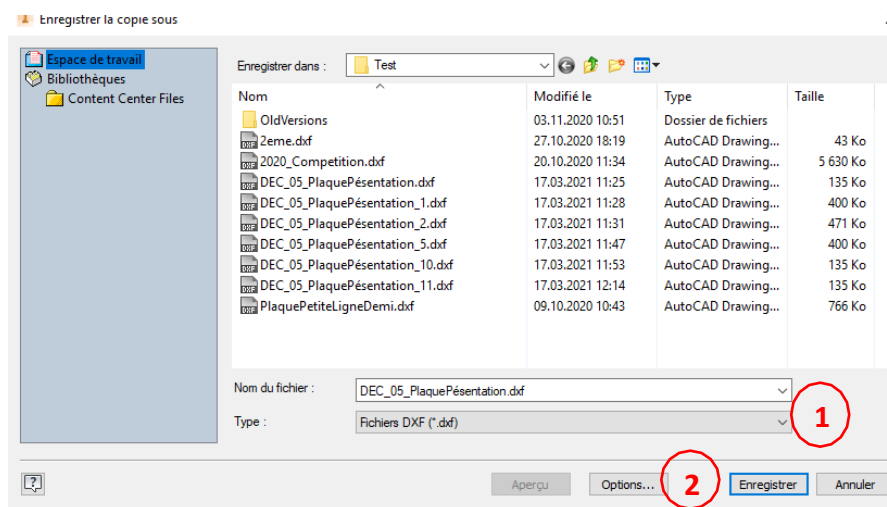 Enregistrer la copie sous
Espace de travail
Bibliothèques
Content Center Files
Enregistrer dans :
Test
Nom Modifié le Type Taille
OldVersions 03.11.2020 10:51 Dossier de fichiers
2eme.dxf 27.10.2020 18:19 AutoCAD Drawing... 43 Ko
2020_Competition.dxf 20.10.2020 11:34 AutoCAD Drawing... 5 630 Ko
DEC_05_PlaquePésentation.dxf 17.03.2021 11:25 AutoCAD Drawing... 135 Ko
DEC_05_PlaquePésentation_1.dxf 17.03.2021 11:28 AutoCAD Drawing... 400 Ko
DEC_05_PlaquePésentation_2.dxf 17.03.2021 11:31 AutoCAD Drawing... 471 Ko
DEC_05_PlaquePésentation_5.dxf 17.03.2021 11:47 AutoCAD Drawing... 400 Ko
DEC_05_PlaquePésentation_10.dxf 17.03.2021 11:53 AutoCAD Drawing... 135 Ko
DEC_05_PlaquePésentation_11.dxf 17.03.2021 12:14 AutoCAD Drawing... 135 Ko
PlaquePetiteLigneDemi.dxf 09.10.2020 10:43 AutoCAD Drawing... 766 Ko
Nom du fichier : DEC_05_PlaquePésentation.dxf
Type : Fichiers DXF (*.dxf)
1
? Aperçu Options... 2 Enregistrer Annuler